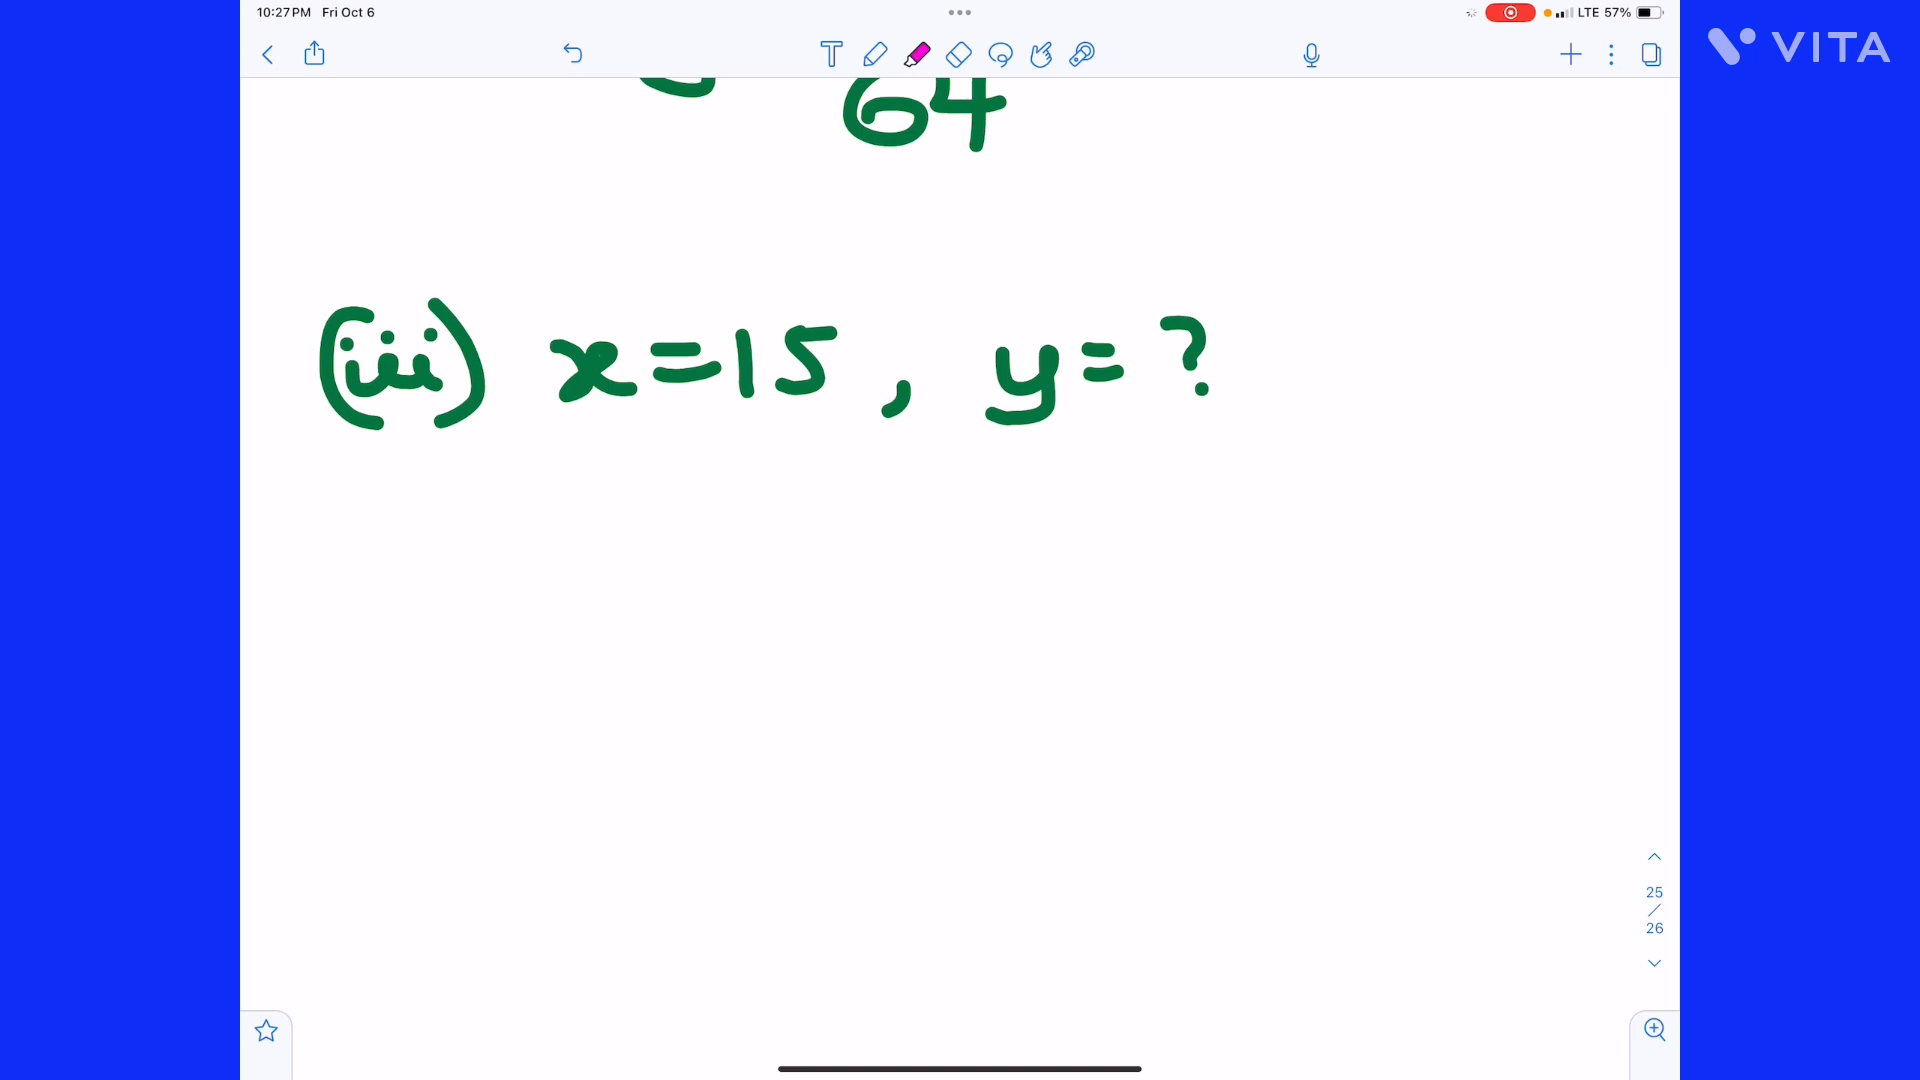 10:27 PM Fri Oct 6
LTE 57%
VITA
64
(iii) x=15, y=?
25
/
26